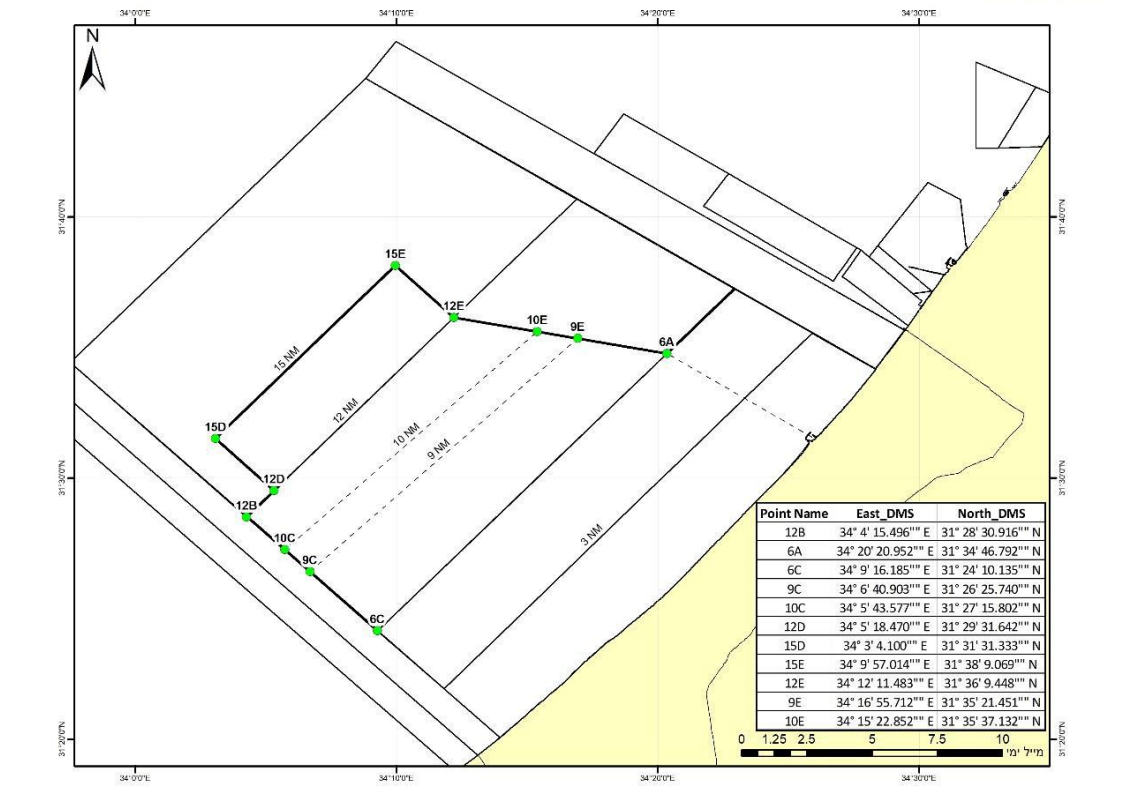 34°0'0"E 34°10'0"E 34°20'0"E 34°30'0"E
N
31°40'0"N 31°40'0"N
15E
12E
10E
9E
6A
15 NM
12 NM
10 NM
9 NM
15D
12D
12B
10C
9C
6C
3 NM
31°30'0"N 31°30'0"N
Point Name East_DMS North_DMS
12B 34° 4' 15.496"" E 31° 28' 30.916"" N
6A 34° 20' 20.952"" E 31° 34' 46.792"" N
6C 34° 9' 16.185"" E 31° 24' 10.135"" N
9C 34° 6' 40.903"" E 31° 26' 25.740"" N
10C 34° 5' 43.577"" E 31° 27' 15.802"" N
12D 34° 5' 18.470"" E 31° 29' 31.642"" N
15D 34° 3' 4.100"" E 31° 31' 31.333"" N
15E 34° 9' 57.014"" E 31° 38' 9.069"" N
12E 34° 12' 11.483"" E 31° 36' 9.448"" N
9E 34° 16' 55.712"" E 31° 35' 21.451"" N
10E 34° 15' 22.852"" E 31° 35' 37.132"" N
0 1.25 2.5 5 7.5 10
מייל ימי
31°20'0"N 31°20'0"N
34°0'0"E 34°10'0"E 34°20'0"E 34°30'0"E